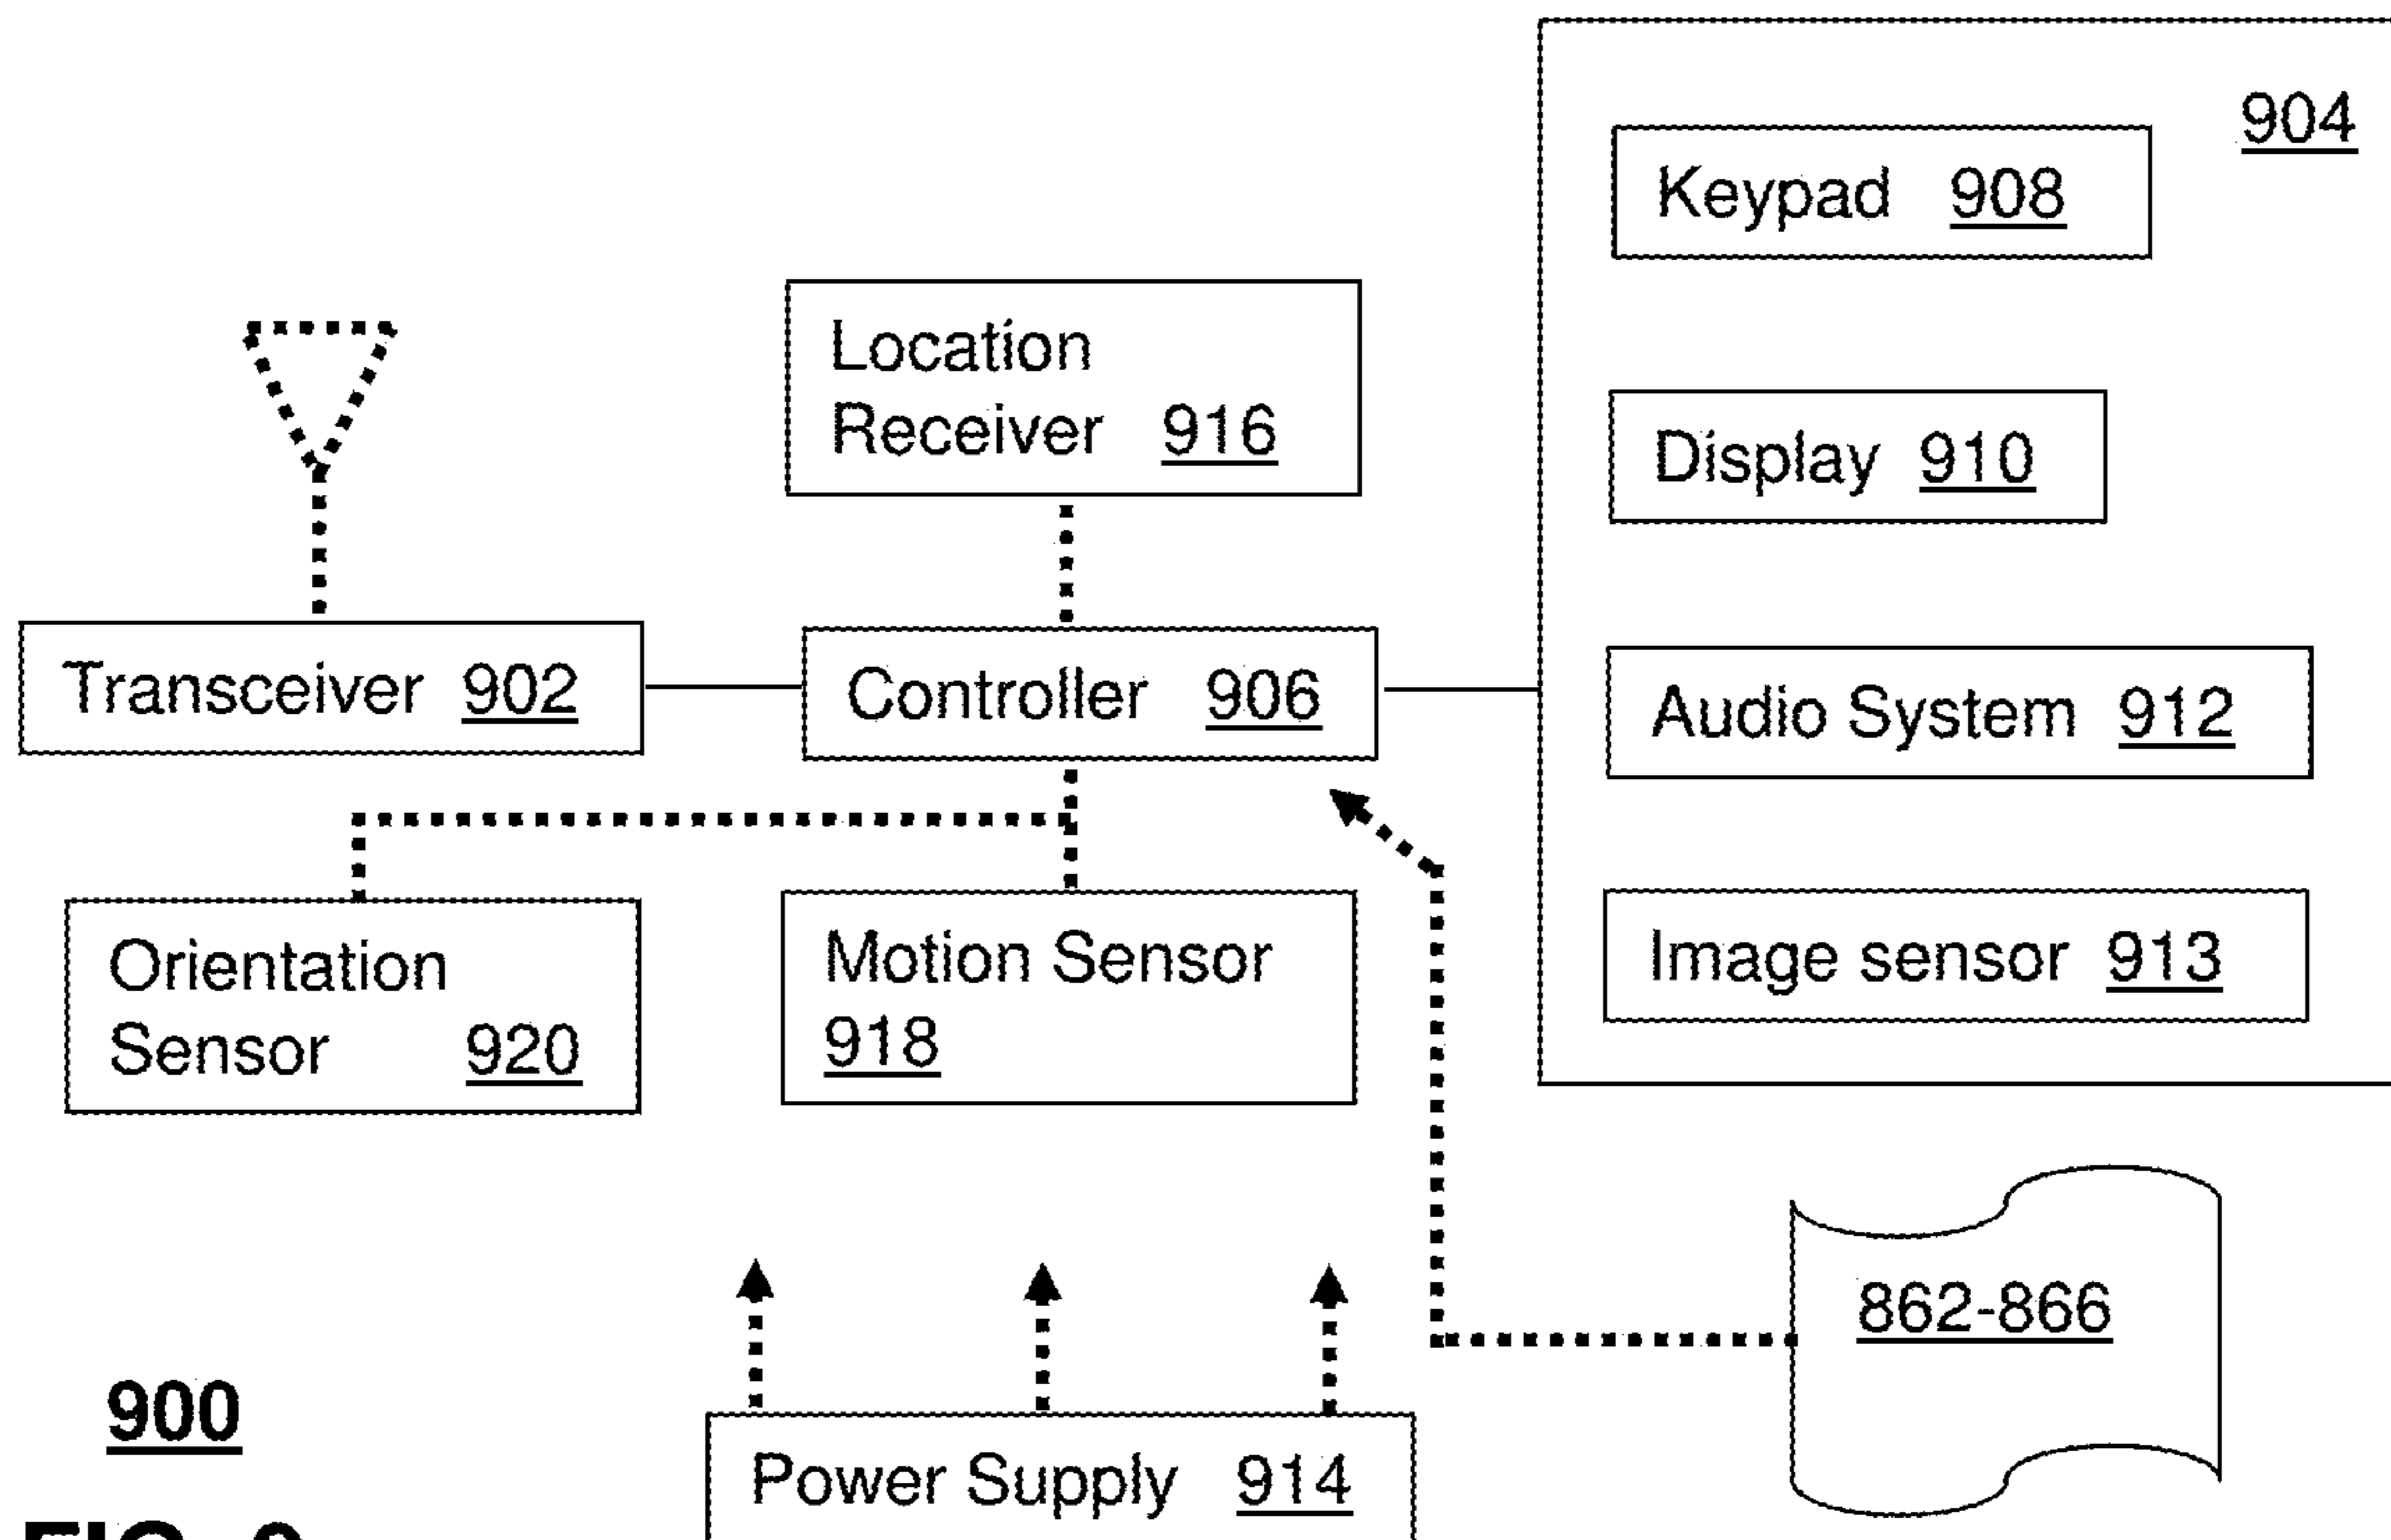 904
Keypad 908
Location
Receiver 916
Display 910
Transceiver 902
Controller 906
Audio System 912
Orientation
Sensor 920
Motion Sensor
918
Image sensor 913
862-866
900
Power Supply 914